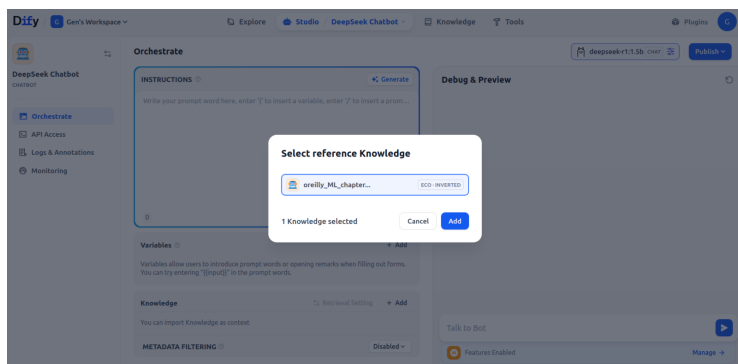 Dify / G Gen's Workspace
Explore
Studio
DeepSeek Chatbot
Knowledge
Tools
Plugins
G
DeepSeek Chatbot
CHATBOT
Orchestrate
API Access
Logs & Annotations
Monitoring
Orchestrate
deepseek-r1:1.5b CHAT
Publish
INSTRUCTIONS
Generate
Write your prompt word here, enter '{' to insert a variable, enter '/' to insert a prom...
0
Variables
+ Add
Variables allow users to introduce prompt words or opening remarks when filling out forms.
You can try entering "{{input}}" in the prompt words.
Knowledge
Retrieval Setting
+ Add
You can import Knowledge as context
METADATA FILTERING
Disabled
Debug & Preview
Talk to Bot
Features Enabled
Manage →
Select reference Knowledge
oreilly_ML_chapter...
ECO · INVERTED
1 Knowledge selected
Cancel
Add